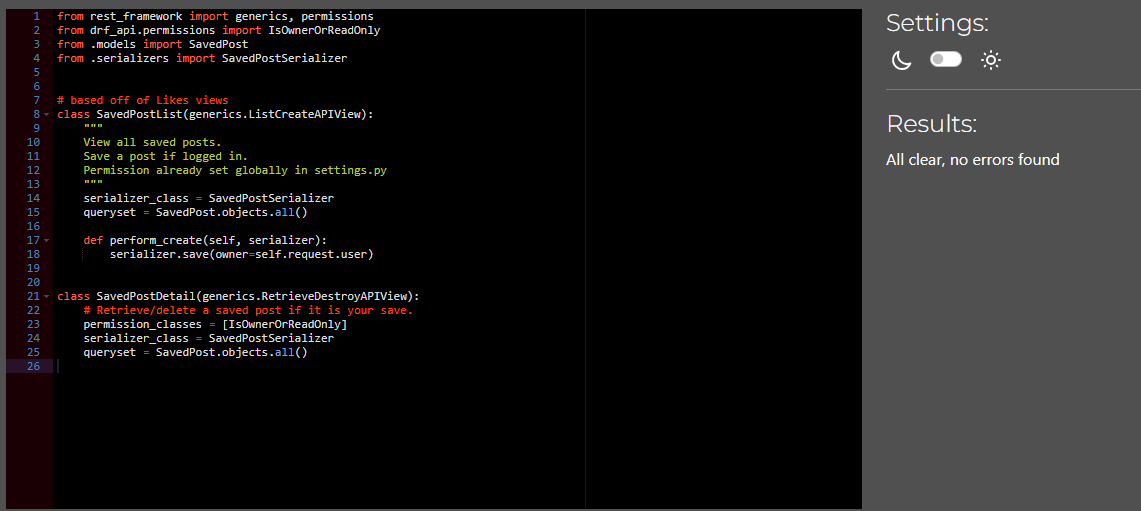 1 from rest_framework import generics, permissions
2 from drf_api.permissions import IsOwnerOrReadOnly
3 from .models import SavedPost
4 from .serializers import SavedPostSerializer
5
6
7 # based off of Likes views
8 class SavedPostList(generics.ListCreateAPIView):
9     """
10     View all saved posts.
11     Save a post if logged in.
12     Permission already set globally in settings.py
13     """
14     serializer_class = SavedPostSerializer
15     queryset = SavedPost.objects.all()
16
17     def perform_create(self, serializer):
18         serializer.save(owner=self.request.user)
19
20
21 class SavedPostDetail(generics.RetrieveDestroyAPIView):
22     # Retrieve/delete a saved post if it is your save.
23     permission_classes = [IsOwnerOrReadOnly]
24     serializer_class = SavedPostSerializer
25     queryset = SavedPost.objects.all()
26
Settings:
Results:
All clear, no errors found